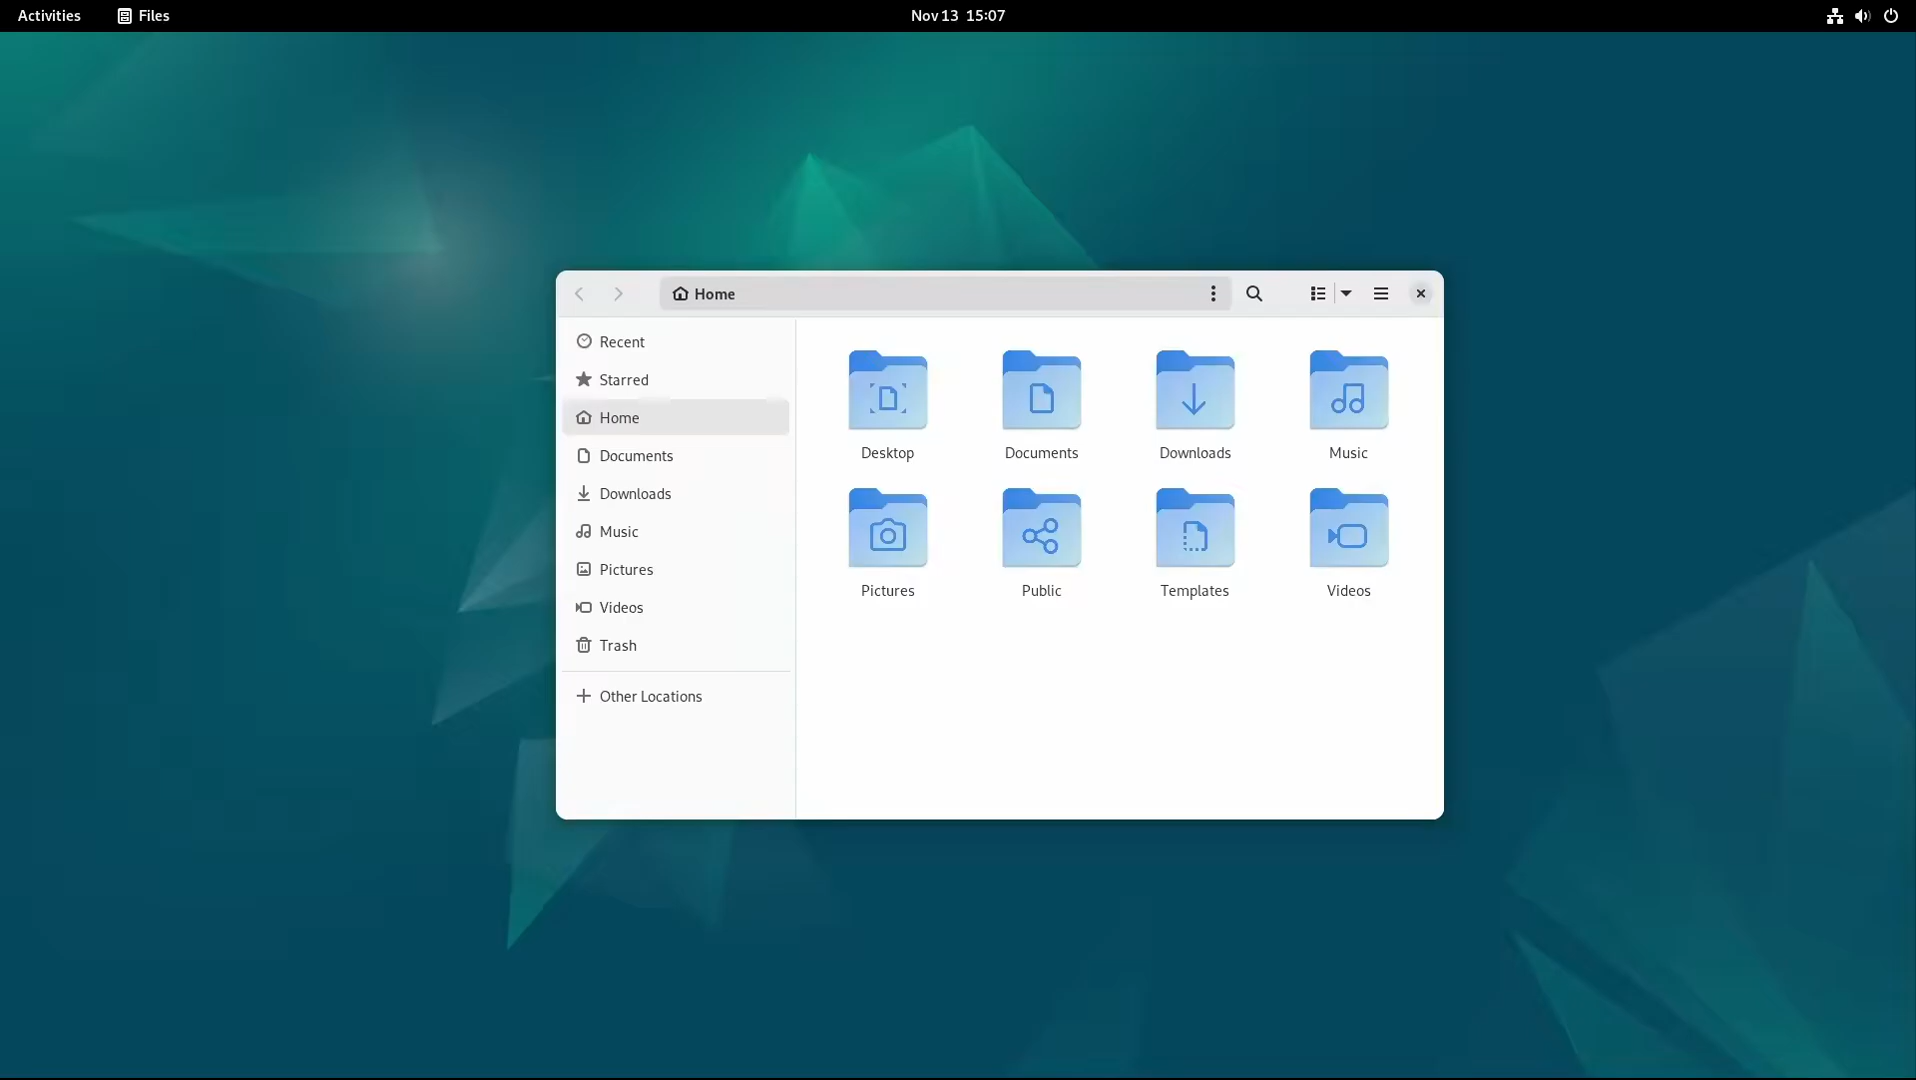 Activities Files Nov 13 15:07
Home
Recent
Starred
Home
Documents
Downloads
Music
Pictures
Videos
Trash
Other Locations
Desktop Documents Downloads Music
Pictures Public Templates Videos